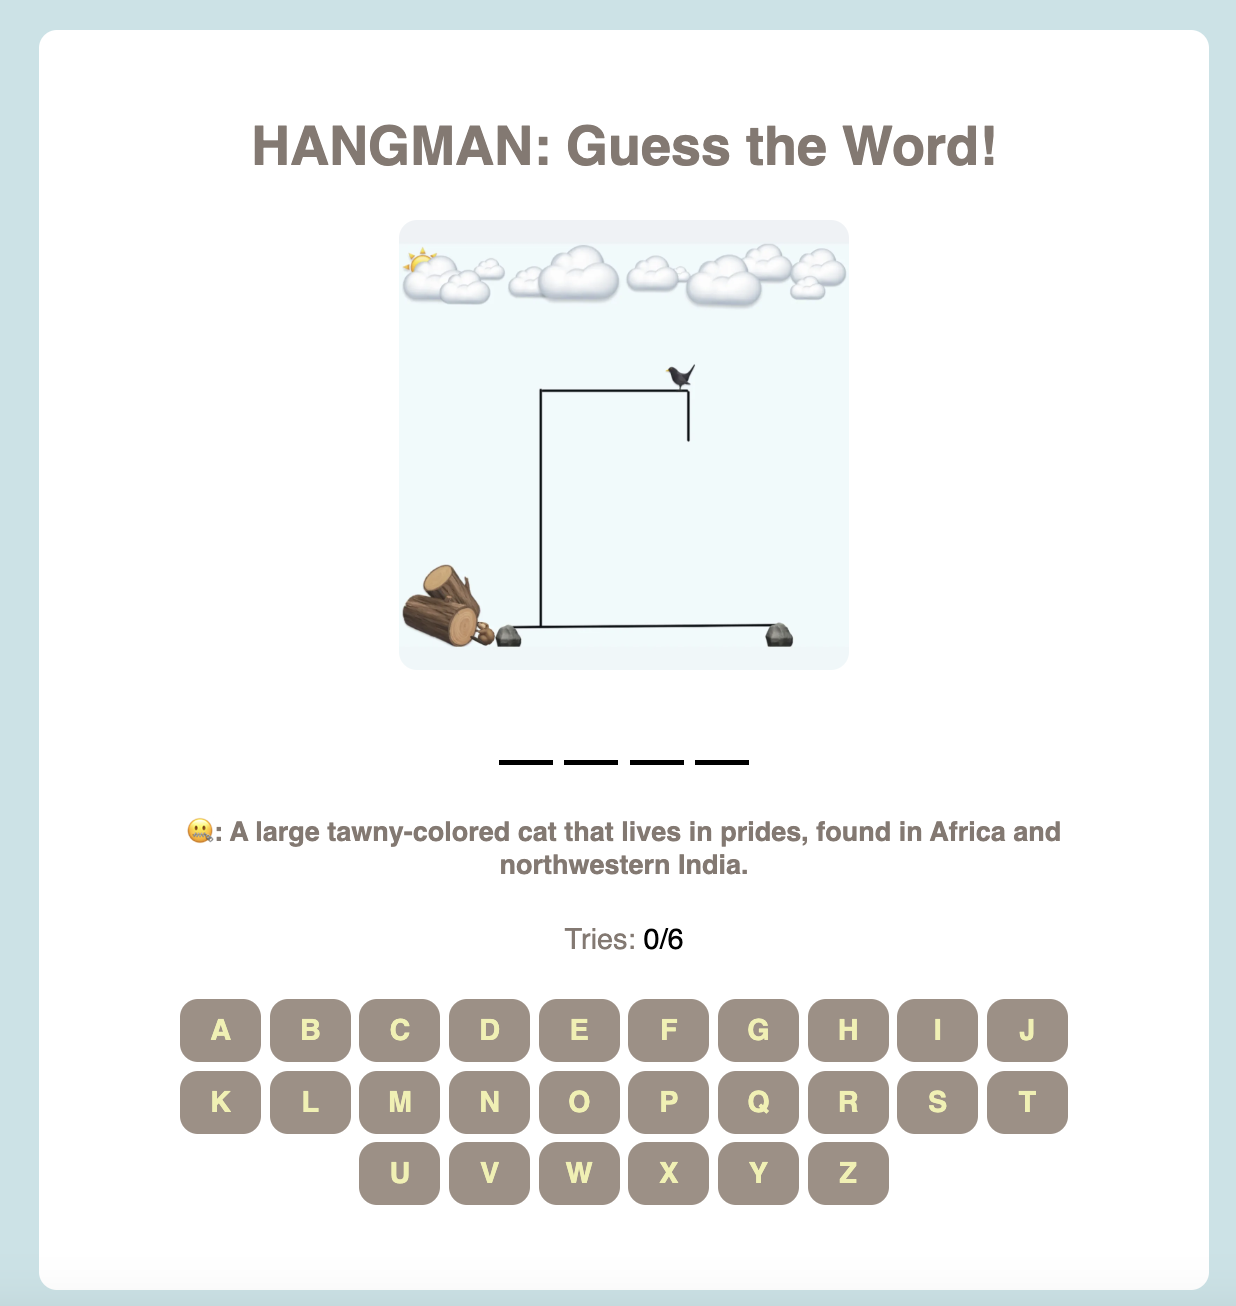 HANGMAN: Guess the Word!
🤐: A large tawny-colored cat that lives in prides, found in Africa and
northwestern India.
Tries: 0/6
A B C D E F G H I J
K L M N O P Q R S T
U V W X Y Z